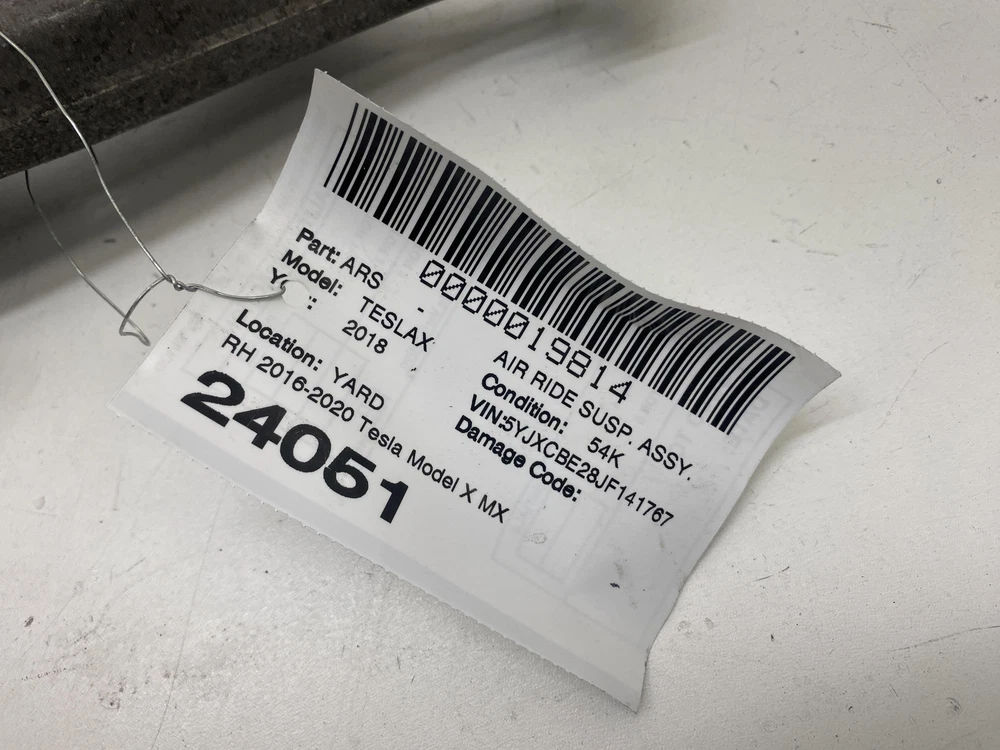 0000019814
Part: ARS - AIR RIDE SUSP. ASSY.
Model: TESLAX Condition: 54K
: 2018 VIN:5YJXCBE28JF141767
Damage Code:
Location: YARD
RH 2016-2020 Tesla Model X MX
24051